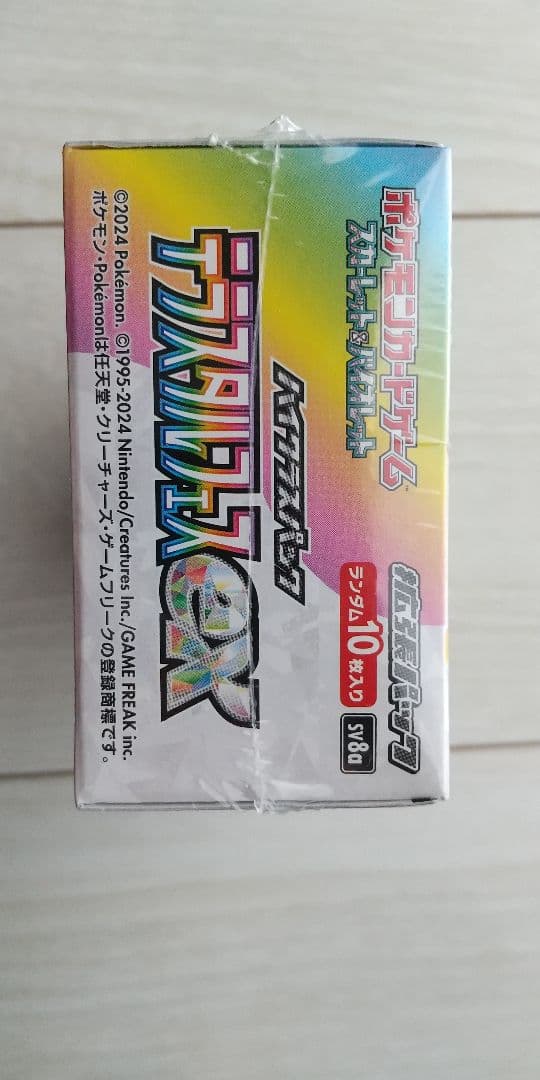 ポケモンカードゲーム™
スカーレット&バイオレット
拡張パック
ハイクラスパック
テラスタルフェスex
ランダム10枚入り
SV8a
©2024 Pokémon. ©1995-2024 Nintendo/Creatures Inc./GAME FREAK inc.
ポケモン・Pokémonは任天堂・クリーチャーズ・ゲームフリークの登録商標です。